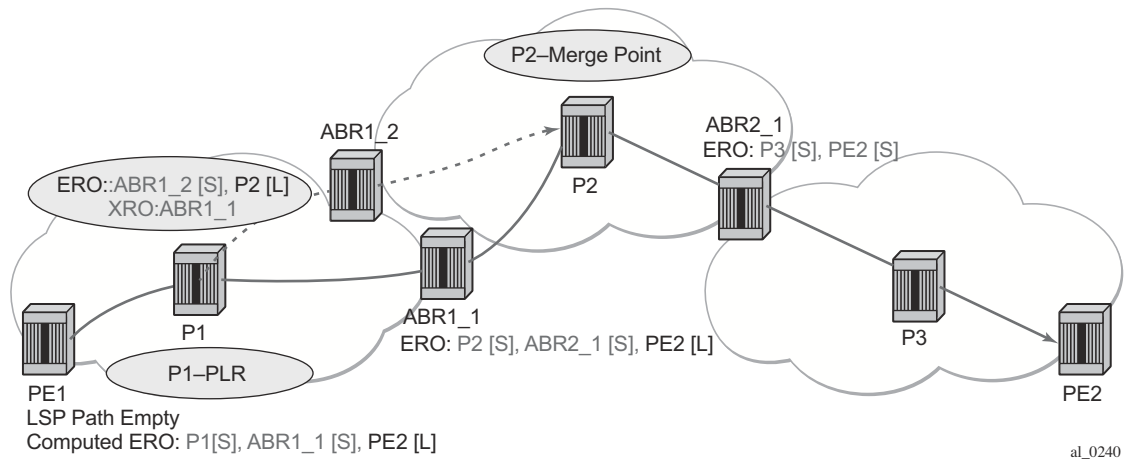 P2–Merge Point
ABR1_2
ABR2_1
ERO: P3 [S], PE2 [S]
P2
ERO::ABR1_2 [S], P2 [L]
XRO:ABR1_1
P1
ABR1_1
ERO: P2 [S], ABR2_1 [S], PE2 [L]
P3
P1–PLR
PE1
PE2
LSP Path Empty
Computed ERO: P1[S], ABR1_1 [S], PE2 [L]
al_0240